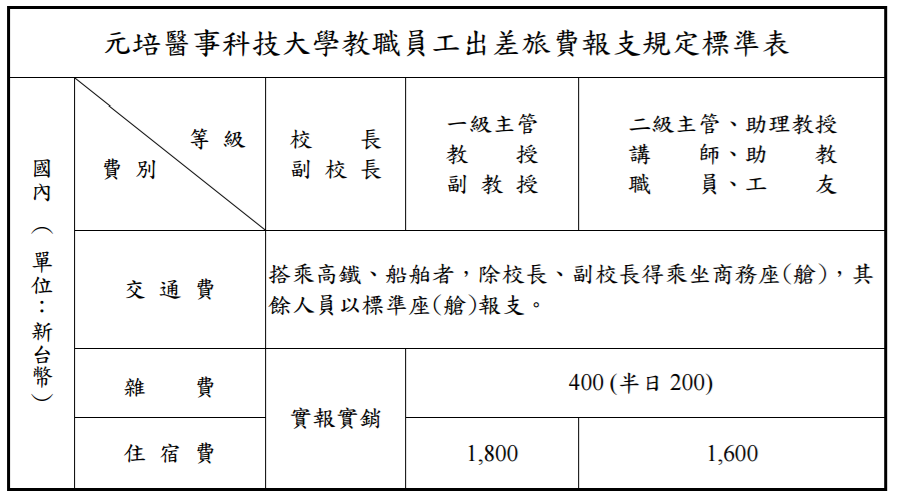 元培醫事科技大學教職員工出差旅費報支規定標準表
國內（單位：新台幣）
等級
費別
校長
副校長
一級主管
教授
副教授
二級主管、助理教授
講師、助教
職員、工友
交通費
搭乘高鐵、船舶者，除校長、副校長得乘坐商務座(艙)，其
餘人員以標準座(艙)報支。
雜費
實報實銷
400 (半日 200)
住宿費
1,800
1,600